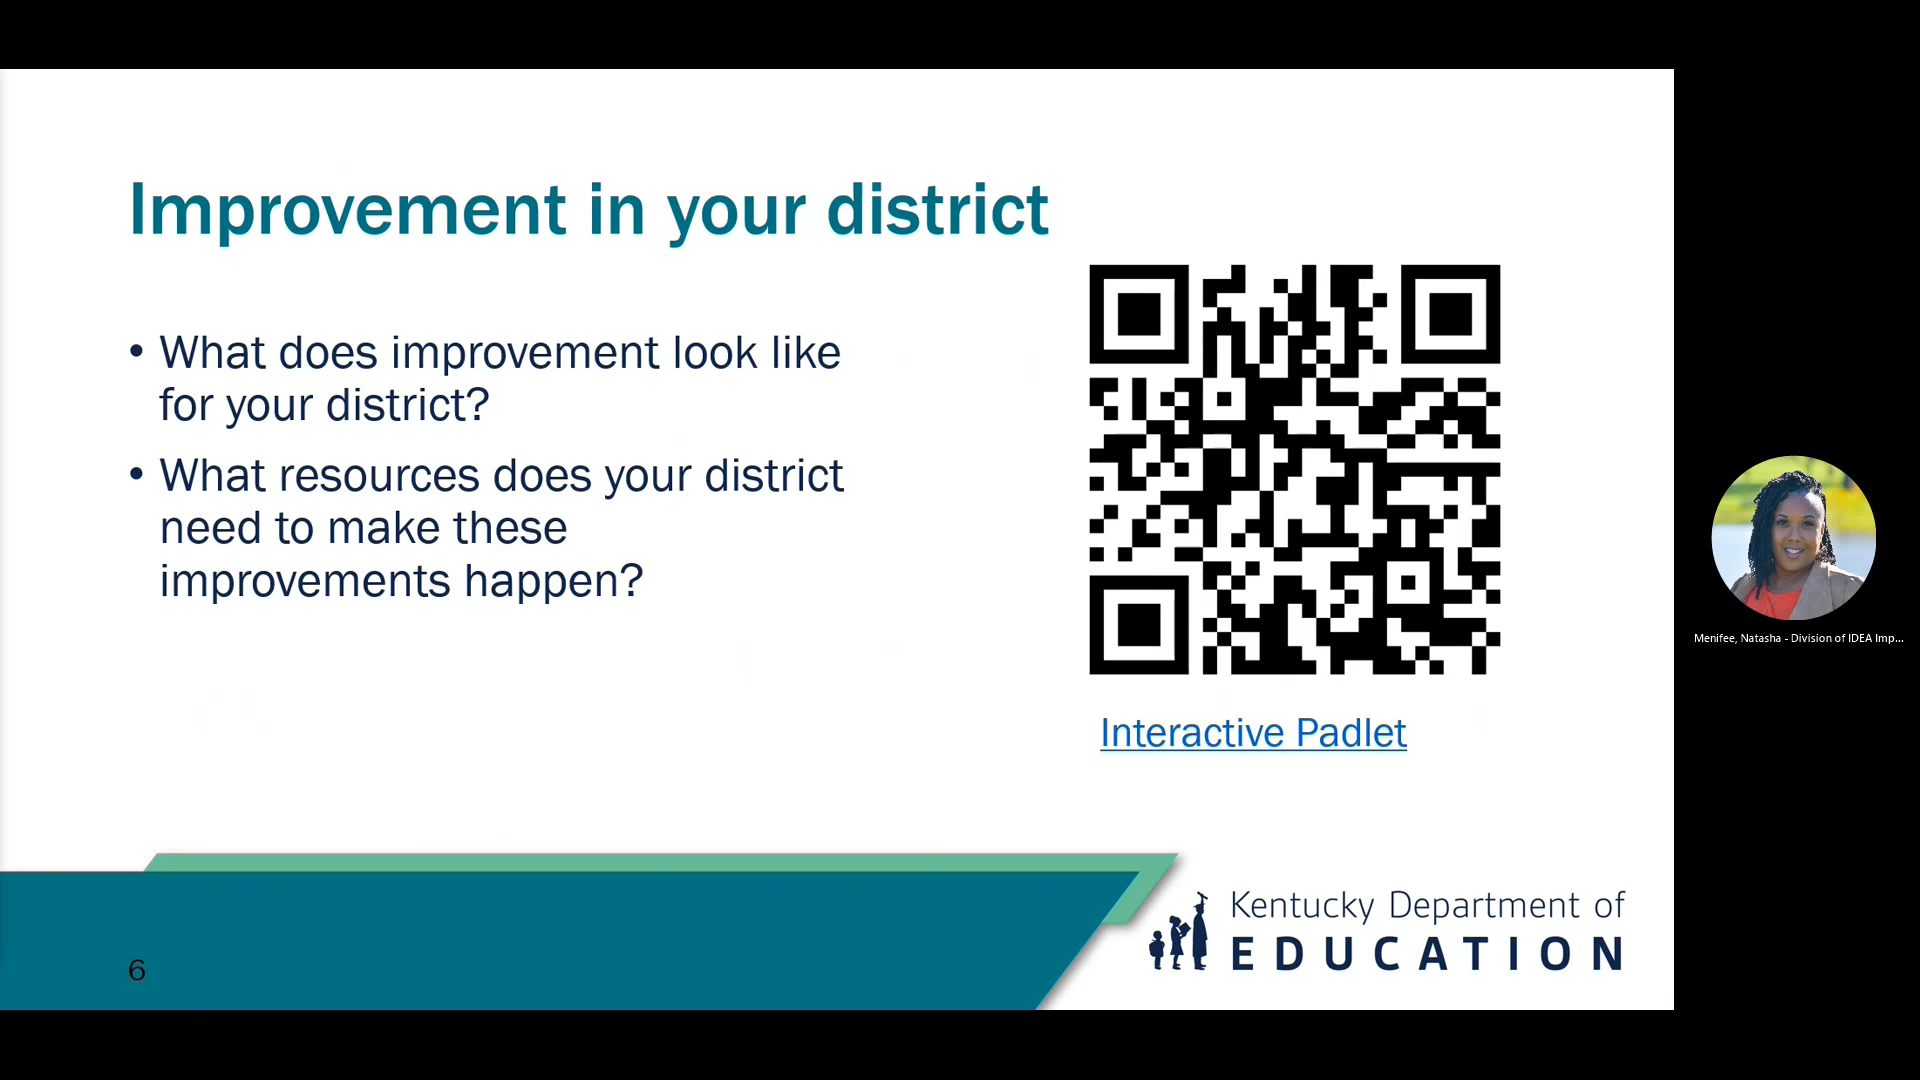 Improvement in your district
• What does improvement look like
for your district?
• What resources does your district
need to make these
improvements happen?
Interactive Padlet
Menifee, Natasha - Division of IDEA Imp...
Kentucky Department of
EDUCATION
6